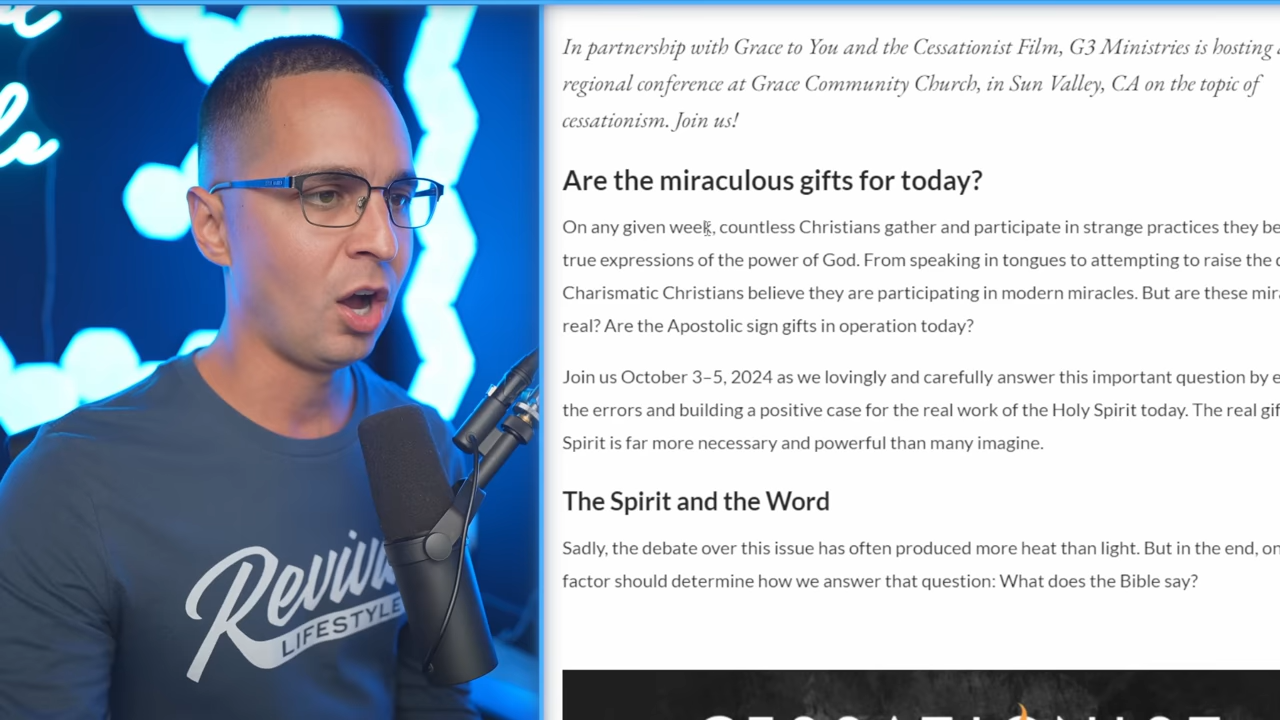 Revival
LIFESTYLE
In partnership with Grace to You and the Cessationist Film, G3 Ministries is hosting
regional conference at Grace Community Church, in Sun Valley, CA on the topic of
cessationism. Join us!
Are the miraculous gifts for today?
On any given week, countless Christians gather and participate in strange practices they
true expressions of the power of God. From speaking in tongues to attempting to raise the
Charismatic Christians believe they are participating in modern miracles. But are these
real? Are the Apostolic sign gifts in operation today?
Join us October 3–5, 2024 as we lovingly and carefully answer this important question by
the errors and building a positive case for the real work of the Holy Spirit today. The real
Spirit is far more necessary and powerful than many imagine.
The Spirit and the Word
Sadly, the debate over this issue has often produced more heat than light. But in the end,
factor should determine how we answer that question: What does the Bible say?